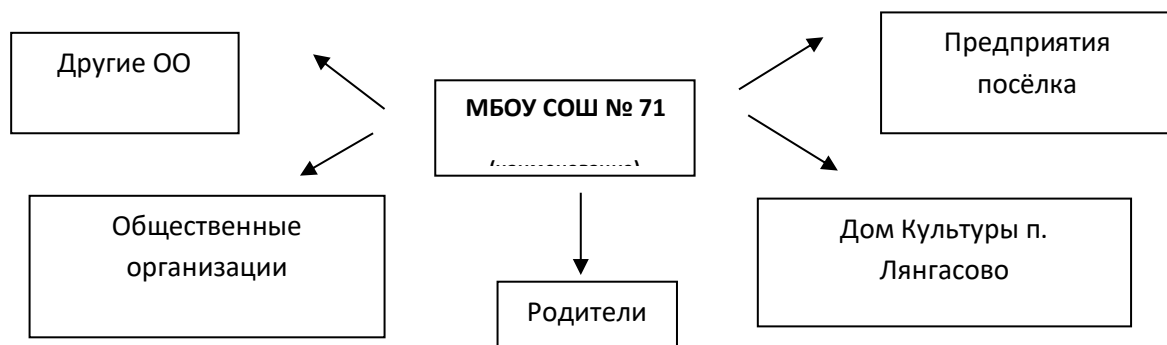 Другие ОО
Предприятия
посёлка
МБОУ СОШ № 71
Общественные
организации
Дом Культуры п.
Лянгасово
Родители